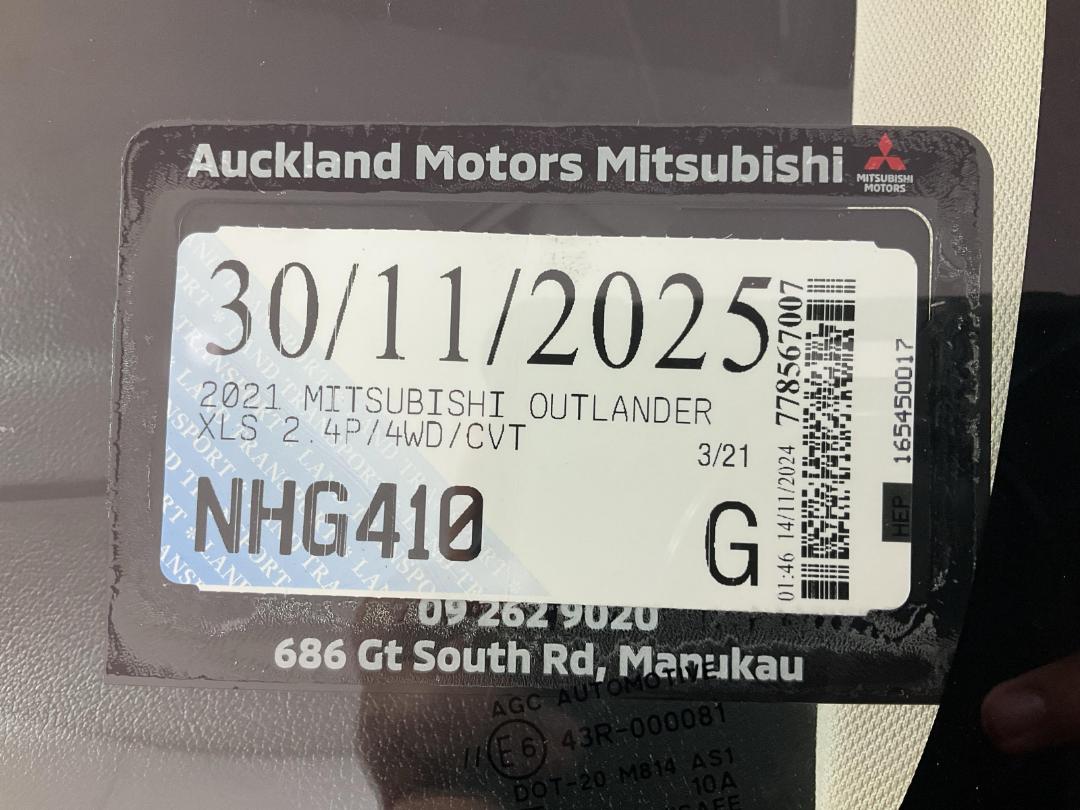 Auckland Motors Mitsubishi
MITSUBISHI
MOTORS
30/11/2025
2021 MITSUBISHI OUTLANDER
XLS 2.4P/4WD/CVT
3/21
NHG410
G
01:46 14/11/2024 778567007
165450017
HEP
09 262 9020
686 Gt South Rd, Manukau
AGC AUTOMOTIVE
// E6 43R-000081
DOT-20 M814 AS1
10A